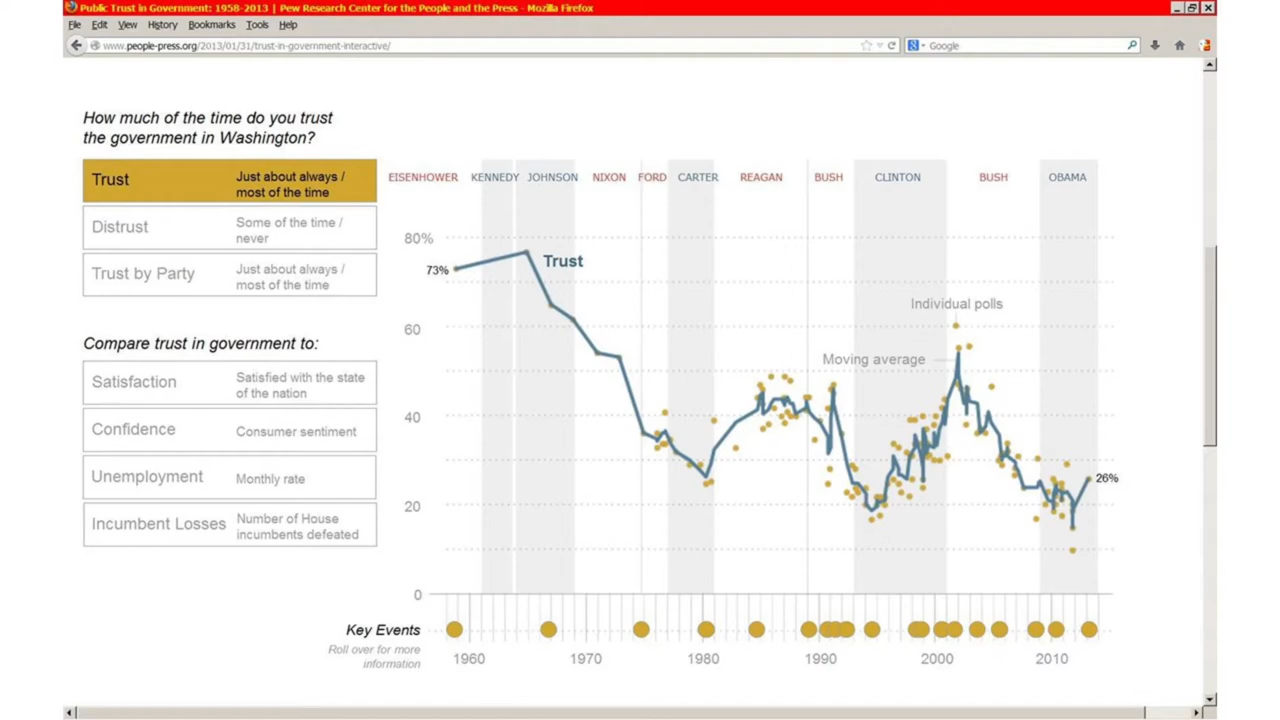 Public Trust in Government: 1958-2013 | Pew Research Center for the People and the Press - Mozilla Firefox
File Edit View History Bookmarks Tools Help
www.people-press.org/2013/01/31/trust-in-government-interactive/
Google
How much of the time do you trust
the government in Washington?
Trust
Just about always /
most of the time
Distrust
Some of the time /
never
Trust by Party
Just about always /
most of the time
Compare trust in government to:
Satisfaction
Satisfied with the state
of the nation
Confidence
Consumer sentiment
Unemployment
Monthly rate
Incumbent Losses
Number of House
incumbents defeated
EISENHOWER KENNEDY JOHNSON NIXON FORD CARTER REAGAN BUSH CLINTON BUSH OBAMA
80%
73%
Trust
Individual polls
60
Moving average
40
26%
20
0
Key Events
Roll over for more
information
1960 1970 1980 1990 2000 2010